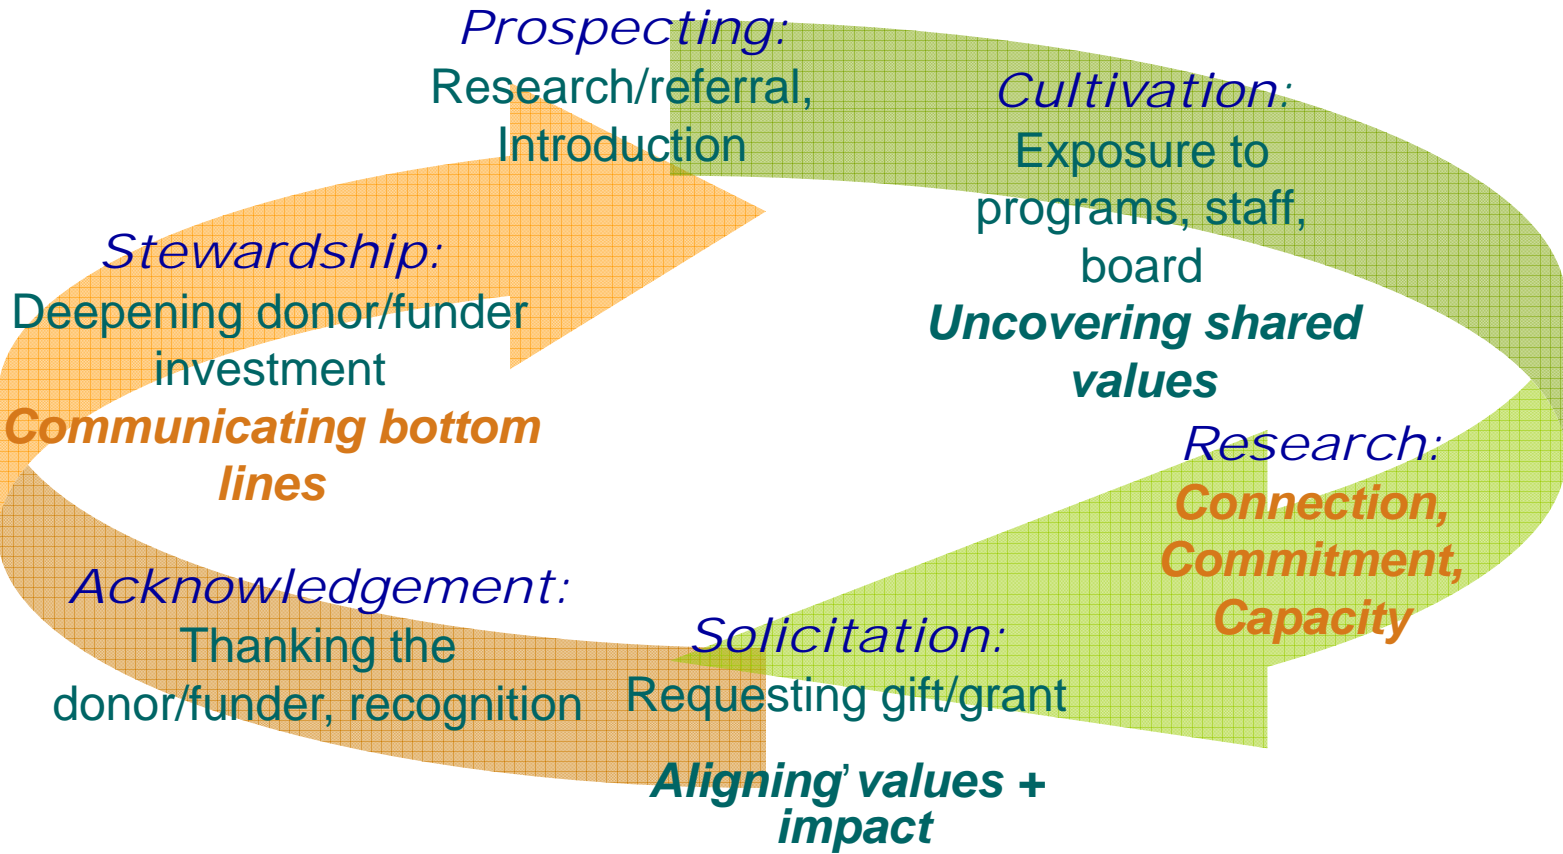 Prospecting:
Research/referral,
Introduction
Cultivation:
Exposure to
programs, staff,
board
Uncovering shared
values
Research:
Connection,
Commitment,
Capacity
Solicitation:
Requesting gift/grant
Aligning’ values +
impact
Acknowledgement:
Thanking the
donor/funder, recognition
Stewardship:
Deepening donor/funder
investment
Communicating bottom
lines